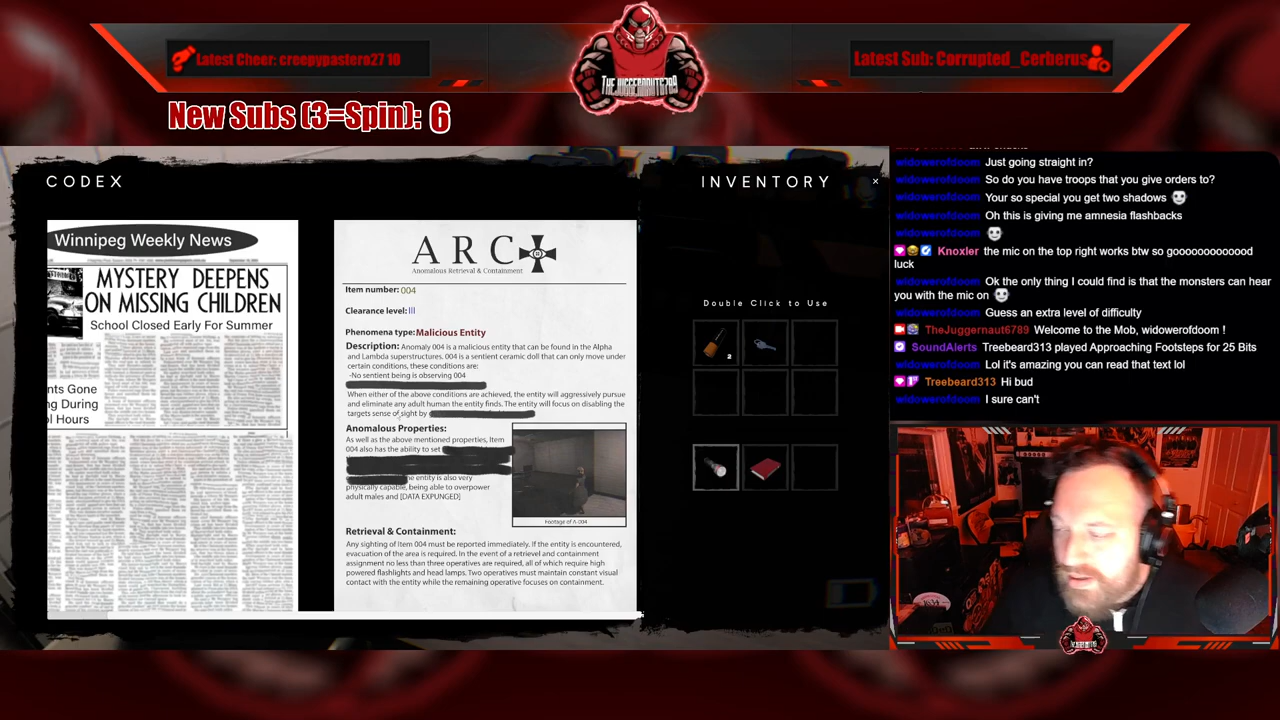 Latest Cheer: creepypastero27 10
THEJUGGERNAUT6789
Latest Sub: Corrupted_Cerberus
New Subs (3=Spin): 6
CODEX
INVENTORY
×
Winnipeg Weekly News
MYSTERY DEEPENS
ON MISSING CHILDREN
School Closed Early For Summer
nts Gone
ng During
ol Hours
ARC
Anomalous Retrieval & Containment
Item number: 004
Clearance level: III
Phenomena type: Malicious Entity
Description: Anomaly 004 is a malicious entity that can be found in the Alpha
and Lambda superstructures. 004 is a sentient ceramic doll that can only move under
certain conditions, these conditions are:
-No sentient being is observing 004
When either of the above conditions are achieved, the entity will aggressively pursue
and eliminate any adult human the entity finds. The entity will focus on disabling the
targets sense of sight by
Anomalous Properties:
As well as the above mentioned properties, Item
004 also has the ability to set
the entity is also very
physically capable, being able to overpower
adult males and [DATA EXPUNGED]
Footage of A-004
Retrieval & Containment:
Any sighting of Item 004 must be reported immediately. If the entity is encountered,
evacuation of the area is required. In the event of a retrieval and containment
assignment no less than three operatives are required, all of which require high
powered flashlights and head lamps. Two operatives must maintain constant visual
contact with the entity while the remaining operative focuses on containment.
Double Click to Use
2
widowerofdoom Just going straight in?
widowerofdoom So do you have troops that you give orders to?
widowerofdoom Your so special you get two shadows
widowerofdoom Oh this is giving me amnesia flashbacks
widowerofdoom
Knoxler the mic on the top right works btw so goooooooooood
luck
widowerofdoom Ok the only thing I could find is that the monsters can hear
you with the mic on
widowerofdoom Guess an extra level of difficulty
TheJuggernaut6789 Welcome to the Mob, widowerofdoom !
SoundAlerts Treebeard313 played Approaching Footsteps for 25 Bits
widowerofdoom Lol it's amazing you can read that text lol
Treebeard313 Hi bud
widowerofdoom I sure can't